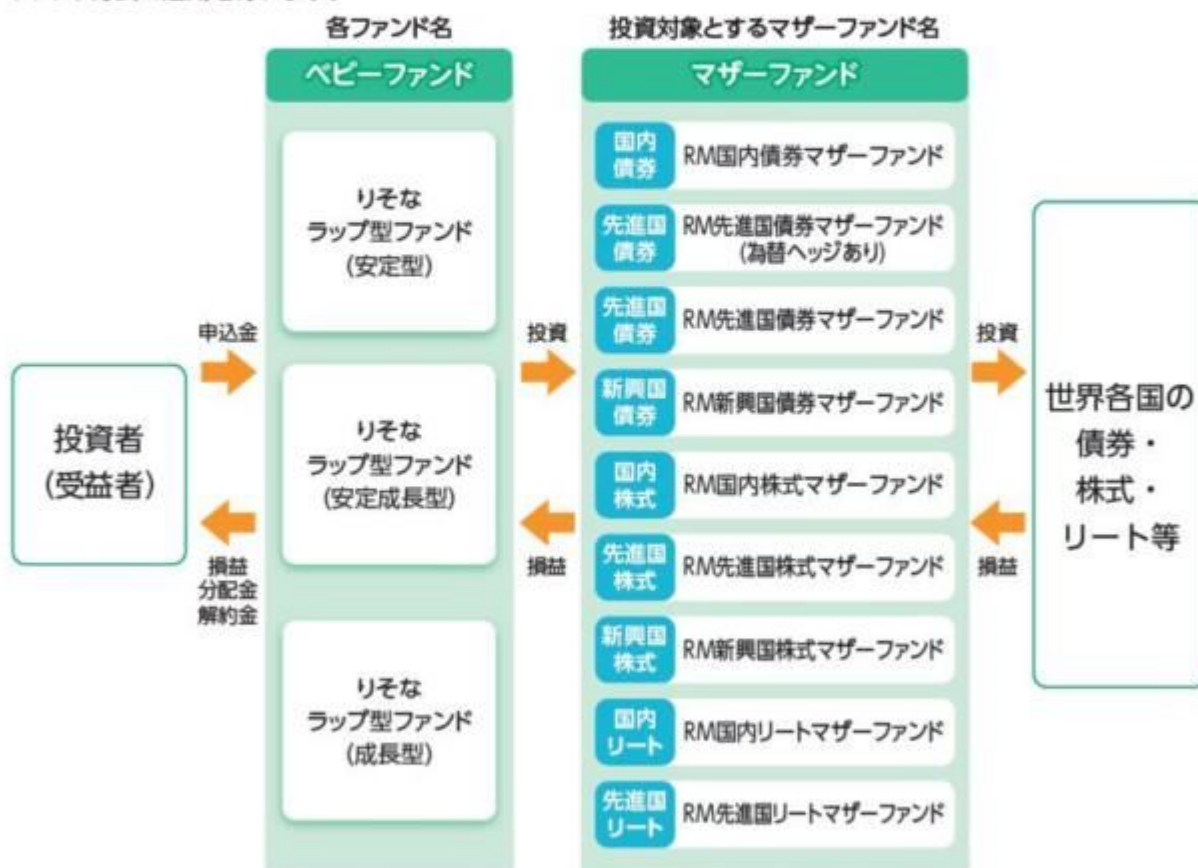 各ファンド名
ベビーファンド
りそな
ラップ型ファンド
(安定型)
りそな
ラップ型ファンド
(安定成長型)
りそな
ラップ型ファンド
(成長型)
投資対象とするマザーファンド名
マザーファンド
国内
債券
RM国内債券マザーファンド
先進国
債券
RM先進国債券マザーファンド
(為替ヘッジあり)
先進国
債券
RM先進国債券マザーファンド
新興国
債券
RM新興国債券マザーファンド
国内
株式
RM国内株式マザーファンド
先進国
株式
RM先進国株式マザーファンド
新興国
株式
RM新興国株式マザーファンド
国内
リート
RM国内リートマザーファンド
先進国
リート
RM先進国リートマザーファンド
投資者
(受益者)
申込金
損益
分配金
解約金
投資
損益
投資
損益
世界各国の
債券・
株式・
リート等